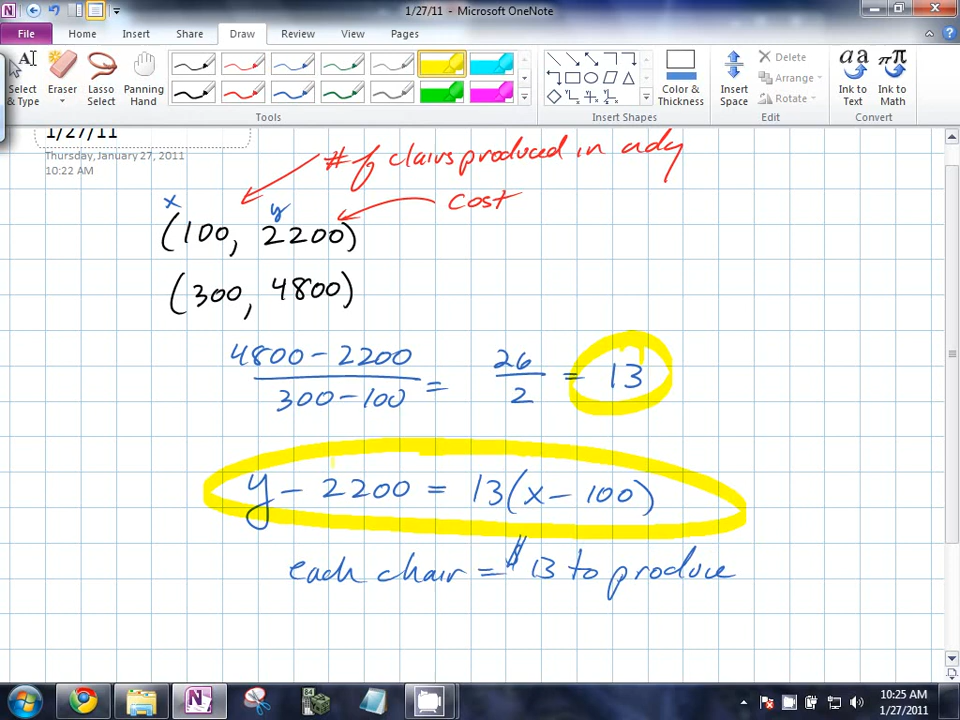 1/27/11 - Microsoft OneNote
File Home Insert Share Draw Review View Pages
Select & Type
Eraser
Lasso Select
Panning Hand
Color & Thickness
Insert Space
Delete
Arrange
Rotate
Ink to Text
Ink to Math
Tools Insert Shapes Edit Convert
1/27/11
Thursday, January 27, 2011
10:22 AM
# of chairs produced in a day
cost
x y
(100, 2200)
(300, 4800)
4800 - 2200
300 - 100
= 26
2
= 13
y - 2200 = 13(x - 100)
each chair = $13 to produce
10:25 AM
1/27/2011